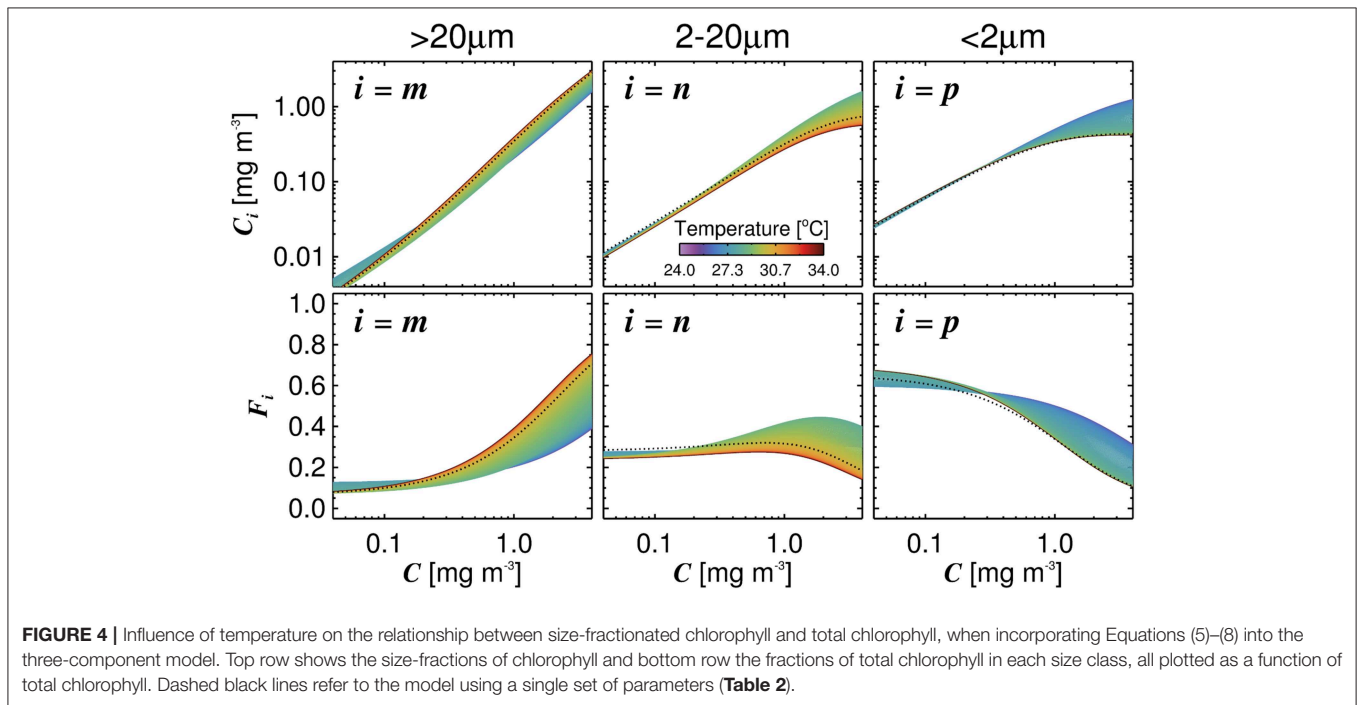 >20μm 2-20μm <2μm
i = m i = n i = p
1.00
0.10
0.01
Ci [mg m-3]
Temperature [oC]
24.0 27.3 30.7 34.0
i = m i = n i = p
1.0
0.8
0.6
0.4
0.2
0.0
Fi
0.1 1.0 0.1 1.0 0.1 1.0
C [mg m-3] C [mg m-3] C [mg m-3]
FIGURE 4 | Influence of temperature on the relationship between size-fractionated chlorophyll and total chlorophyll, when incorporating Equations (5)–(8) into the
three-component model. Top row shows the size-fractions of chlorophyll and bottom row the fractions of total chlorophyll in each size class, all plotted as a function of
total chlorophyll. Dashed black lines refer to the model using a single set of parameters (Table 2).